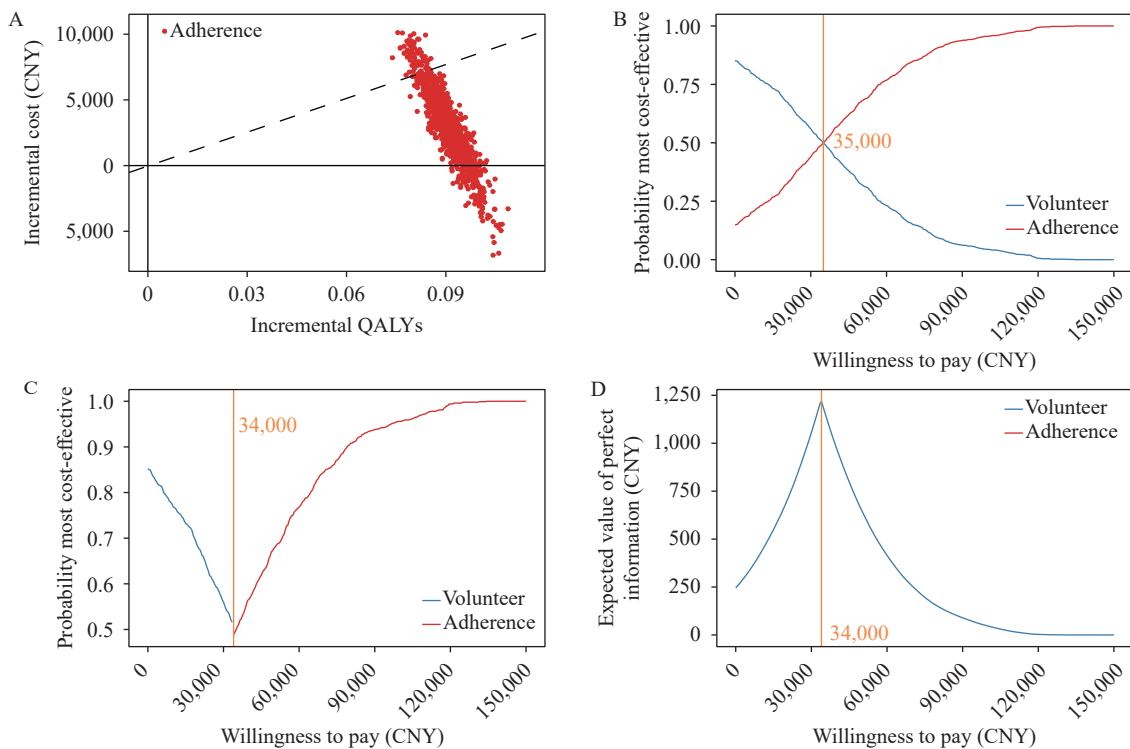 A
Incremental cost (CNY)
10,000
5,000
0
5,000
Adherence
0
0.03
0.06
0.09
Incremental QALYs
B
Probability most cost-effective
1.00
0.75
0.50
0.25
0.00
35,000
Volunteer
Adherence
0
30,000
60,000
90,000
120,000
150,000
Willingness to pay (CNY)
C
Probability most cost-effective
1.0
0.9
0.8
0.7
0.6
0.5
34,000
Volunteer
Adherence
0
30,000
60,000
90,000
120,000
150,000
Willingness to pay (CNY)
D
Expected value of perfect
information (CNY)
1,250
1,000
750
500
250
0
Volunteer
Adherence
34,000
0
30,000
60,000
90,000
120,000
150,000
Willingness to pay (CNY)